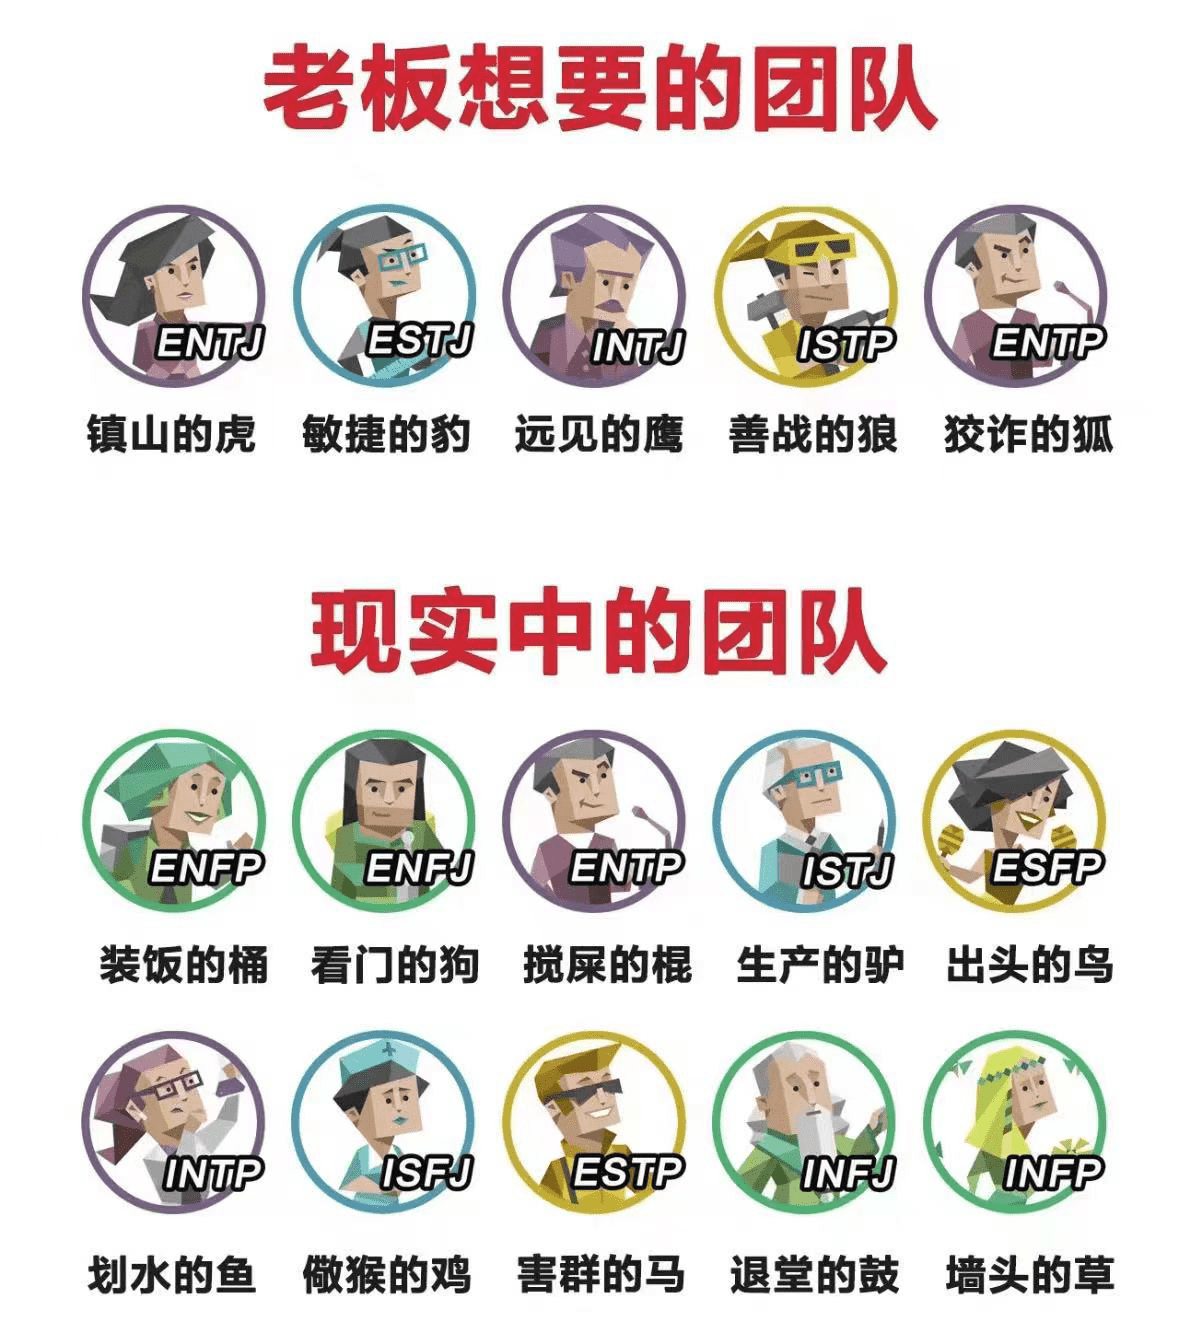 老板想要的团队
ENTJ ESTJ INTJ ISTP ENTP
镇山的虎 敏捷的豹 远见的鹰 善战的狼 狡诈的狐
现实中的团队
ENFP ENFJ ENTP ISTJ ESFP
装饭的桶 看门的狗 搅屎的棍 生产的驴 出头的鸟
INTP ISFJ ESTP INFJ INFP
划水的鱼 儆猴的鸡 害群的马 退堂的鼓 墙头的草